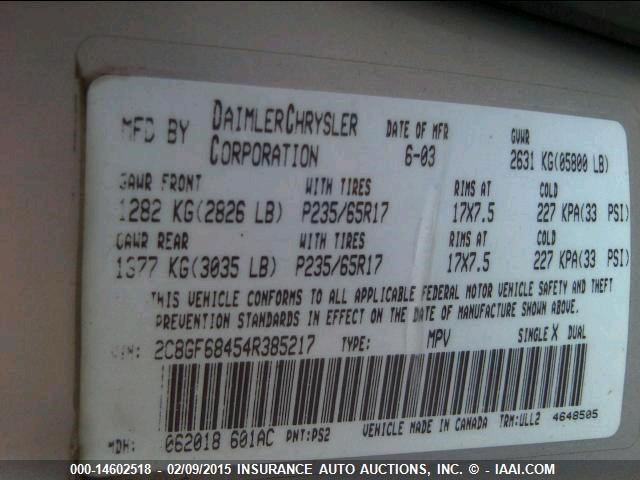 MFD BY DAIMLERCHRYSLER CORPORATION DATE OF MFR 6-03 GVWR 2631 KG(05800 LB)
GAWR FRONT WITH TIRES RIMS AT COLD
1282 KG(2826 LB) P235/65R17 17X7.5 227 KPA(33 PSI)
GAWR REAR WITH TIRES RIMS AT COLD
1377 KG(3035 LB) P235/65R17 17X7.5 227 KPA(33 PSI)
THIS VEHICLE CONFORMS TO ALL APPLICABLE FEDERAL MOTOR VEHICLE SAFETY AND THEFT
PREVENTION STANDARDS IN EFFECT ON THE DATE OF MANUFACTURE SHOWN ABOVE.
VIN: 2C8GF68454R385217 TYPE: MPV SINGLE X DUAL
MDH: 062018 601AC PNT:PS2 VEHICLE MADE IN CANADA TRM:ULL2 4648505
000-14602518 - 02/09/2015 INSURANCE AUTO AUCTIONS, INC. © - IAAI.COM